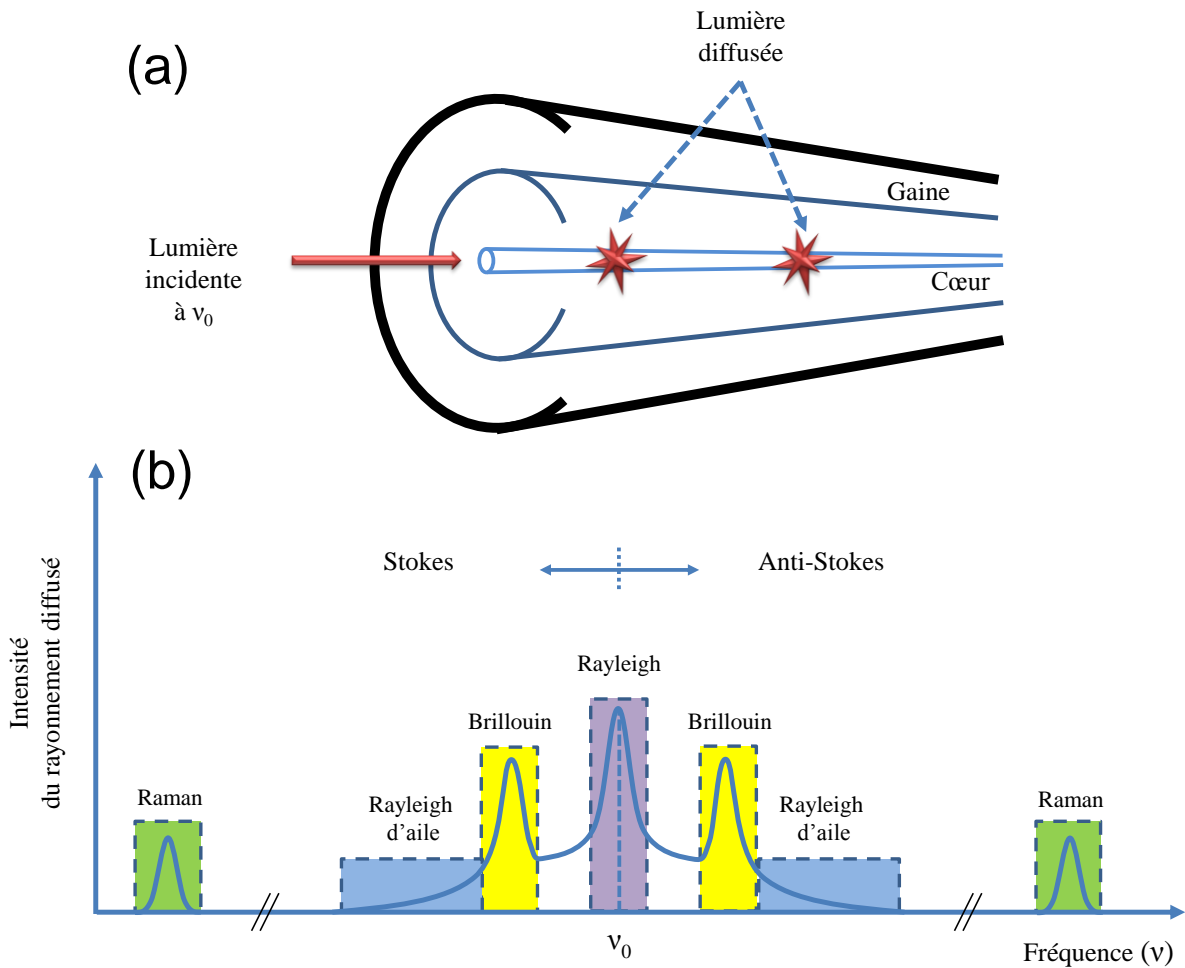 (a)
Lumière
diffusée
Gaine
Lumière
incidente
à ν0
Cœur
(b)
Intensité
du rayonnement diffusé
Stokes
Anti-Stokes
Rayleigh
Brillouin
Brillouin
Raman
Rayleigh
d'aile
Rayleigh
d'aile
Raman
ν0
Fréquence (ν)